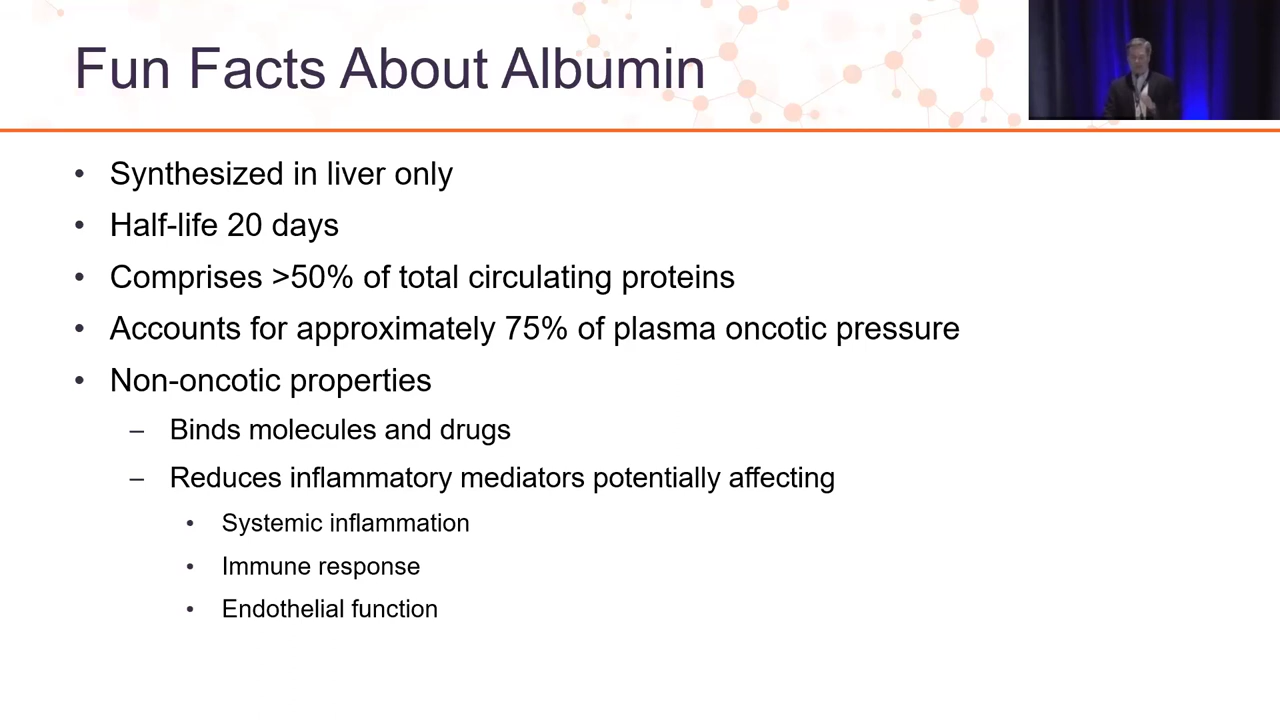 Fun Facts About Albumin
• Synthesized in liver only
• Half-life 20 days
• Comprises >50% of total circulating proteins
• Accounts for approximately 75% of plasma oncotic pressure
• Non-oncotic properties
– Binds molecules and drugs
– Reduces inflammatory mediators potentially affecting
• Systemic inflammation
• Immune response
• Endothelial function